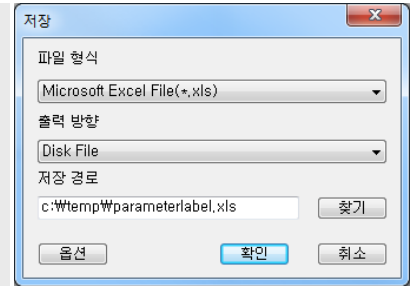 저장
파일 형식
Microsoft Excel File(*.xls)
출력 방향
Disk File
저장 경로
c:₩temp₩parameterlabel.xls 찾기
옵션 확인 취소